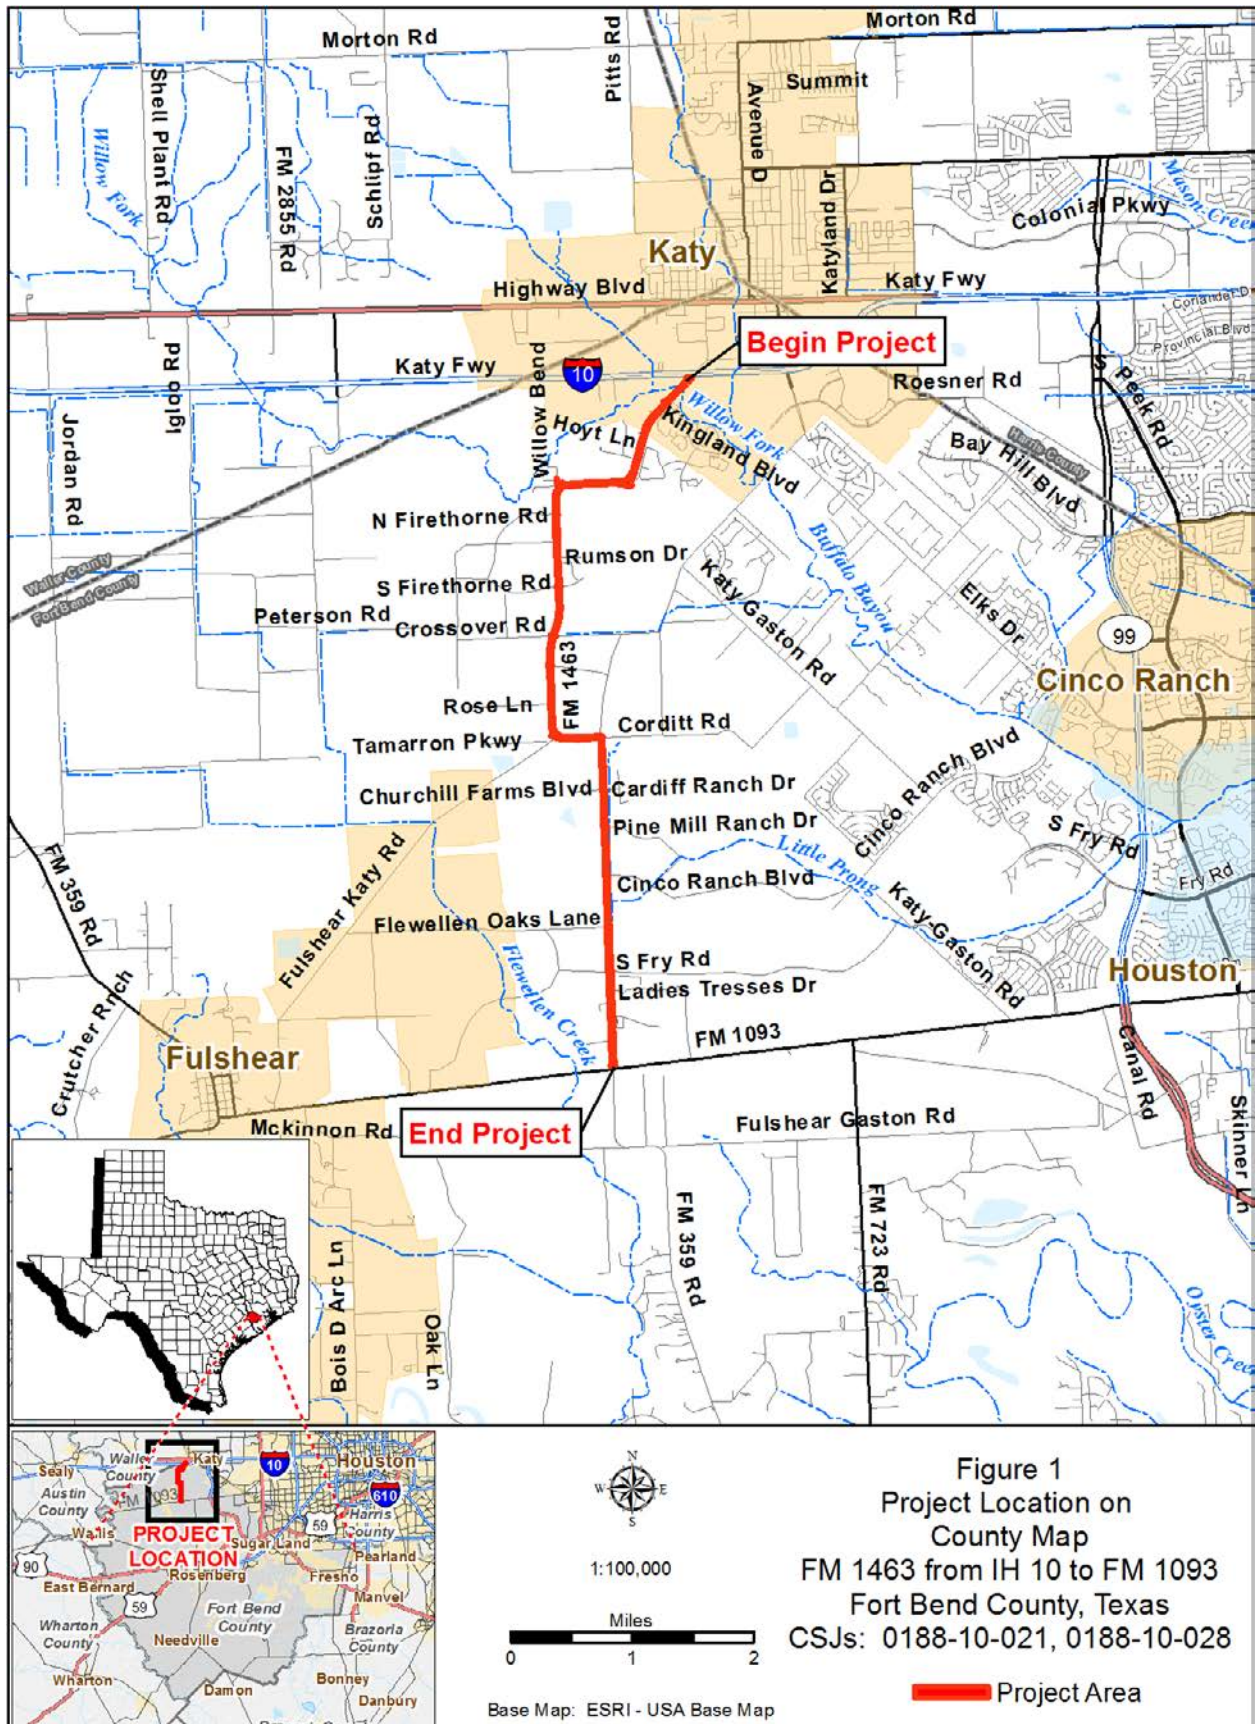 Morton Rd
Morton Rd
Pitts Rd
Summit
Shell Plant Rd
FM 2855 Rd
Schlipf Rd
Avenue D
Willow Fork
Katyland Dr
Mason Creek
Colonial Pkwy
Katy
Highway Blvd
Katy Fwy
Coriander D
Provincial Blvd
Begin Project
Igloo Rd
Katy Fwy
Willow Bend
10
Roesner Rd
S Peek Rd
Jordan Rd
Hoyt Ln
Kingland Blvd
Willow Fork
Harris County
Bay Hill Blvd
N Firethorne Rd
Buffalo Bayou
Rumson Dr
Waller County
Fort Bend County
S Firethorne Rd
Katy Gaston Rd
Elks Dr
Peterson Rd
Crossover Rd
99
FM 1463
Cinco Ranch
Rose Ln
Corditt Rd
Tamarron Pkwy
Cinco Ranch Blvd
Churchill Farms Blvd
Cardiff Ranch Dr
Pine Mill Ranch Dr
S Fry Rd
FM 359 Rd
Little Prong
Fry Rd
Cinco Ranch Blvd
Fulshear Katy Rd
Katy-Gaston Rd
Flewellen Oaks Lane
Flewellen Creek
S Fry Rd
Houston
Ladies Tresses Dr
Crutcher Rnch
FM 1093
Fulshear
Canal Rd
Skinner Ln
Mckinnon Rd
End Project
Fulshear Gaston Rd
FM 359 Rd
FM 723 Rd
Bois D Arc Ln
Oak Ln
Oyster Creek
Waller
County
Katy
10
Houston
Sealy
Austin
County
610
FM 1093
59
Harris
County
Wallis
PROJECT
LOCATION
Sugar Land
Pearland
90
Rosenberg
Fresno
East Bernard
Manvel
59
Fort Bend
County
Wharton
County
Needville
Brazoria
County
Wharton
Damon
Bonney
Danbury
N
W
E
S
1:100,000
Miles
0 1 2
Base Map: ESRI - USA Base Map
Figure 1
Project Location on
County Map
FM 1463 from IH 10 to FM 1093
Fort Bend County, Texas
CSJs: 0188-10-021, 0188-10-028
Project Area